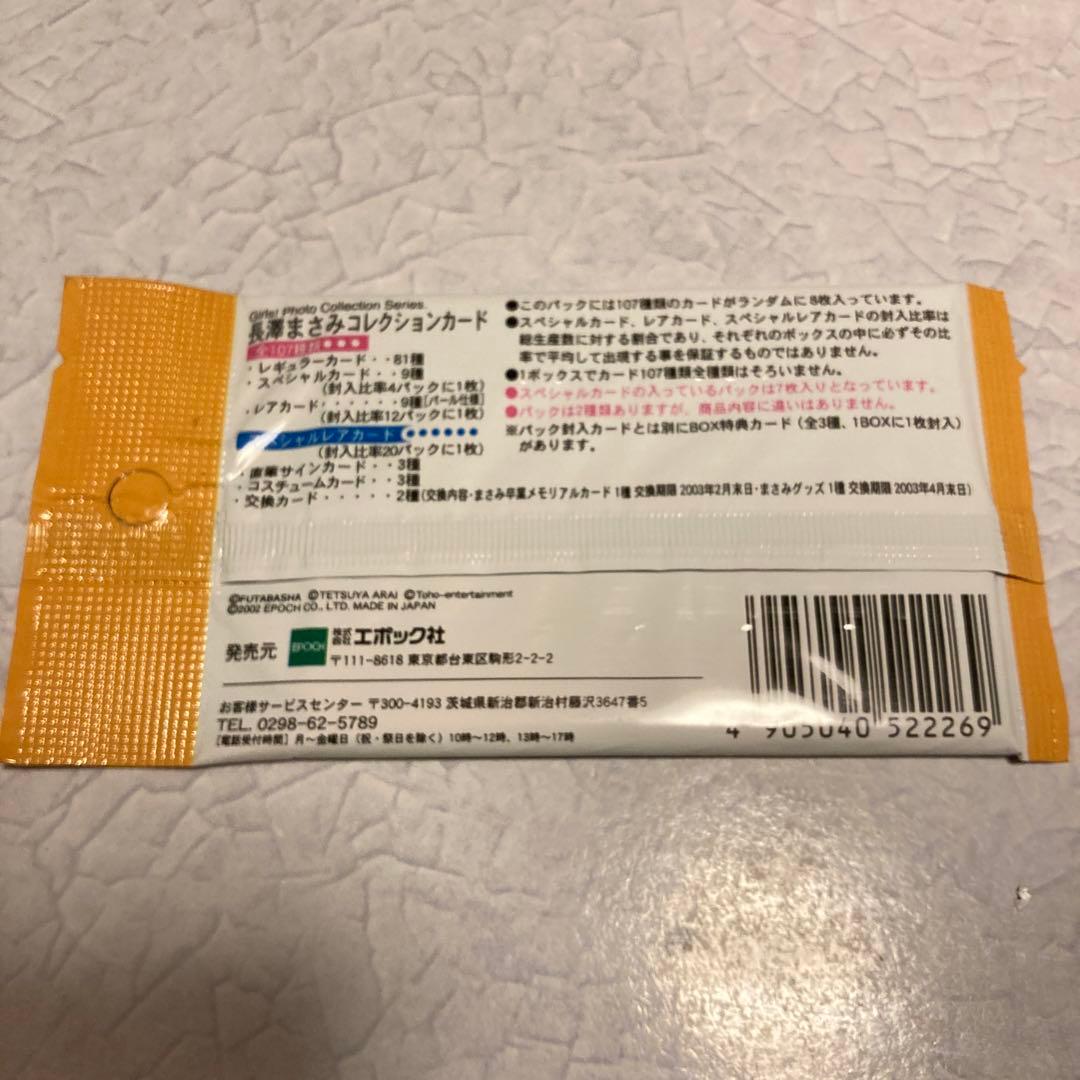 Girls! Photo Collection Series
長澤まさみコレクションカード
全107種類●●●
・レギュラーカード・・81種
・スペシャルカード・・9種
(封入比率4パックに1枚)
・レアカード・・・・・9種[パール仕様]
(封入比率12パックに1枚)
スペシャルレアカード ●●●●●●
(封入比率20パックに1枚)
・直筆サインカード・・3種
・コスチュームカード・・3種
・交換カード・・・・・2種(交換内容・まさみ卒業メモリアルカード 1種 交換期限 2003年2月末日・まさみグッズ 1種 交換期限 2003年4月末日)
●このパックには107種類のカードがランダムに8枚入っています。
●スペシャルカード、レアカード、スペシャルレアカードの封入比率は
総生産数に対する割合であり、それぞれのボックスの中に必ずその比
率で平均して出現する事を保証するものではありません。
●1ボックスでカード107種類全種類はそろいません。
●スペシャルカードの入っているパックは7枚入りとなっています。
●パックは2種類ありますが、商品内容に違いはありません。
※パック封入カードとは別にBOX特典カード(全3種、1BOXに1枚封入)
があります。
©FUTABASHA ©TETSUYA ARAI ©Toho-entertainment
©2002 EPOCH CO., LTD. MADE IN JAPAN
発売元 EPOCH 株式会社エポック社
〒111-8618 東京都台東区駒形2-2-2
お客様サービスセンター 〒300-4193 茨城県新治郡新治村藤沢3647番5
TEL. 0298-62-5789
[電話受付時間] 月〜金曜日(祝・祭日を除く) 10時〜12時、13時〜17時
4 905040 522269